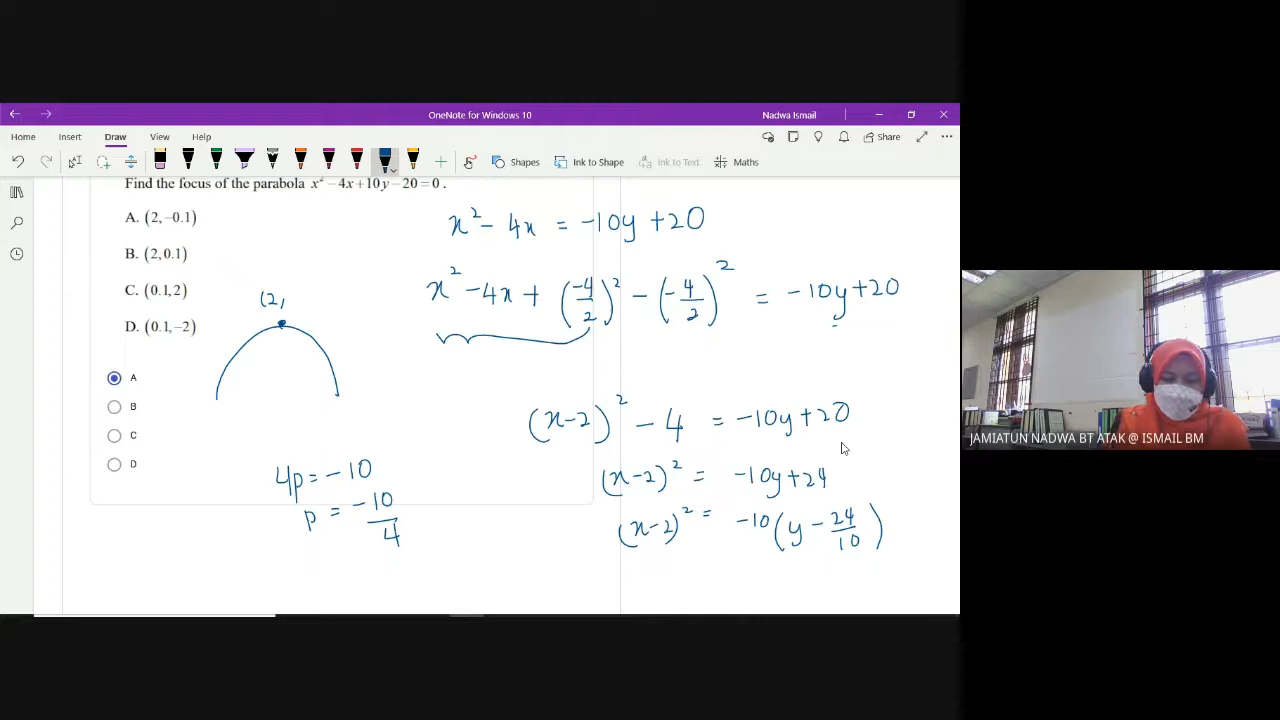 OneNote for Windows 10
Nadwa Ismail
Home Insert Draw View Help
Share
Shapes Ink to Shape Ink to Text Maths
Find the focus of the parabola x² − 4x + 10y − 20 = 0 .
A. (2, −0.1)
B. (2, 0.1)
C. (0.1, 2)
D. (0.1, −2)
A
B
C
D
(2,
4p = −10
p = −10/4
x² − 4x = −10y + 20
x² − 4x + (−4/2)² − (−4/2)² = −10y + 20
(x−2)² − 4 = −10y + 20
(x−2)² = −10y + 24
(x−2)² = −10(y − 24/10)
JAMIATUN NADWA BT ATAK @ ISMAIL BM